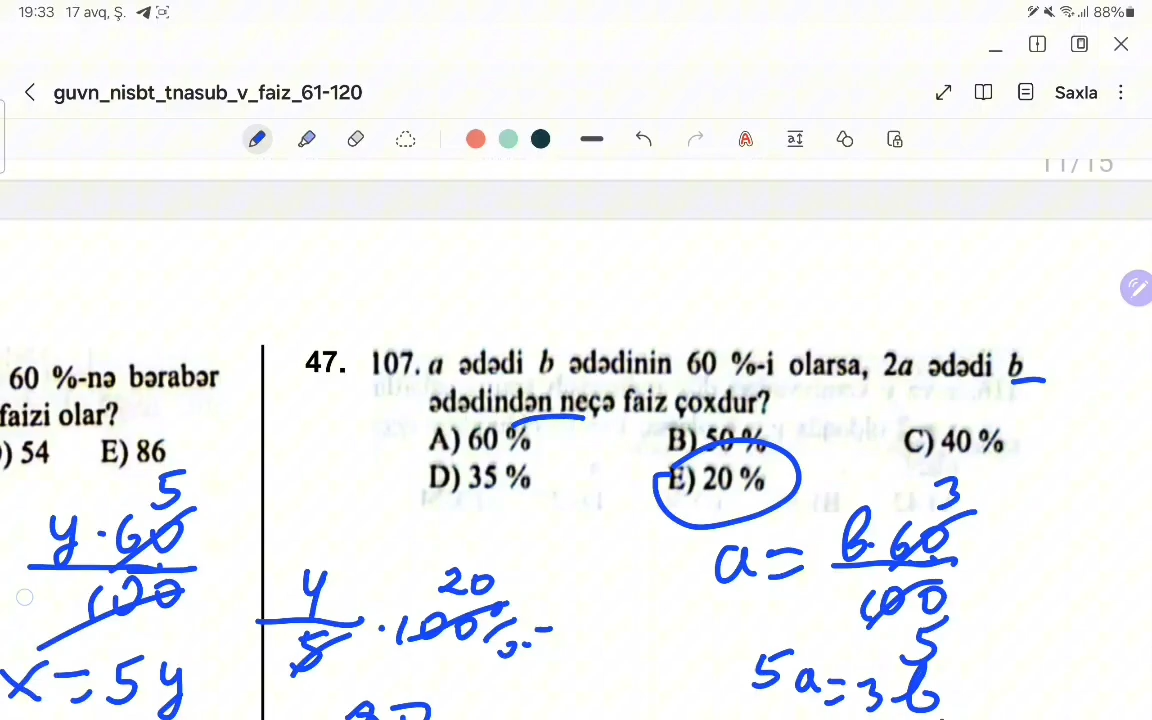 19:33 17 avq, Ş.
88%
guvn_nisbt_tnasub_v_faiz_61-120
Saxla
11/15
60 %-nə bərabər
faizi olar?
) 54 E) 86
47. 107. a ədədi b ədədinin 60 %-i olarsa, 2a ədədi b
ədədindən neçə faiz çoxdur?
A) 60 % B) 50 % C) 40 %
D) 35 % E) 20 %
5
y · 60
120
x = 5y
20
y/5 · 100%
3
a = b·60
100
5
5a = 3b